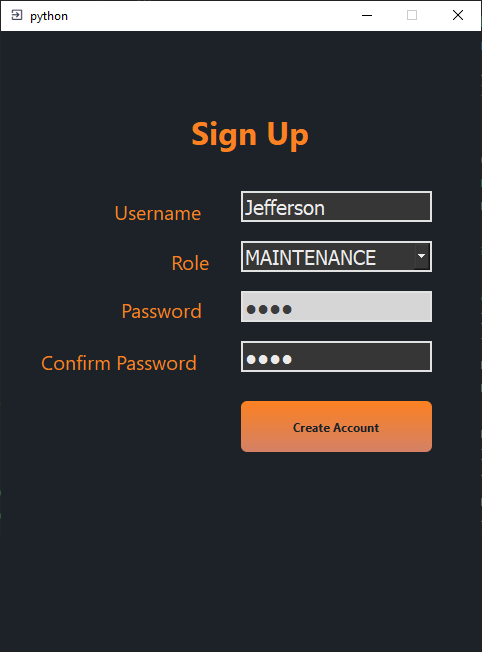 python
Sign Up
Username Jefferson
Role MAINTENANCE
Password ●●●●
Confirm Password ●●●●
Create Account